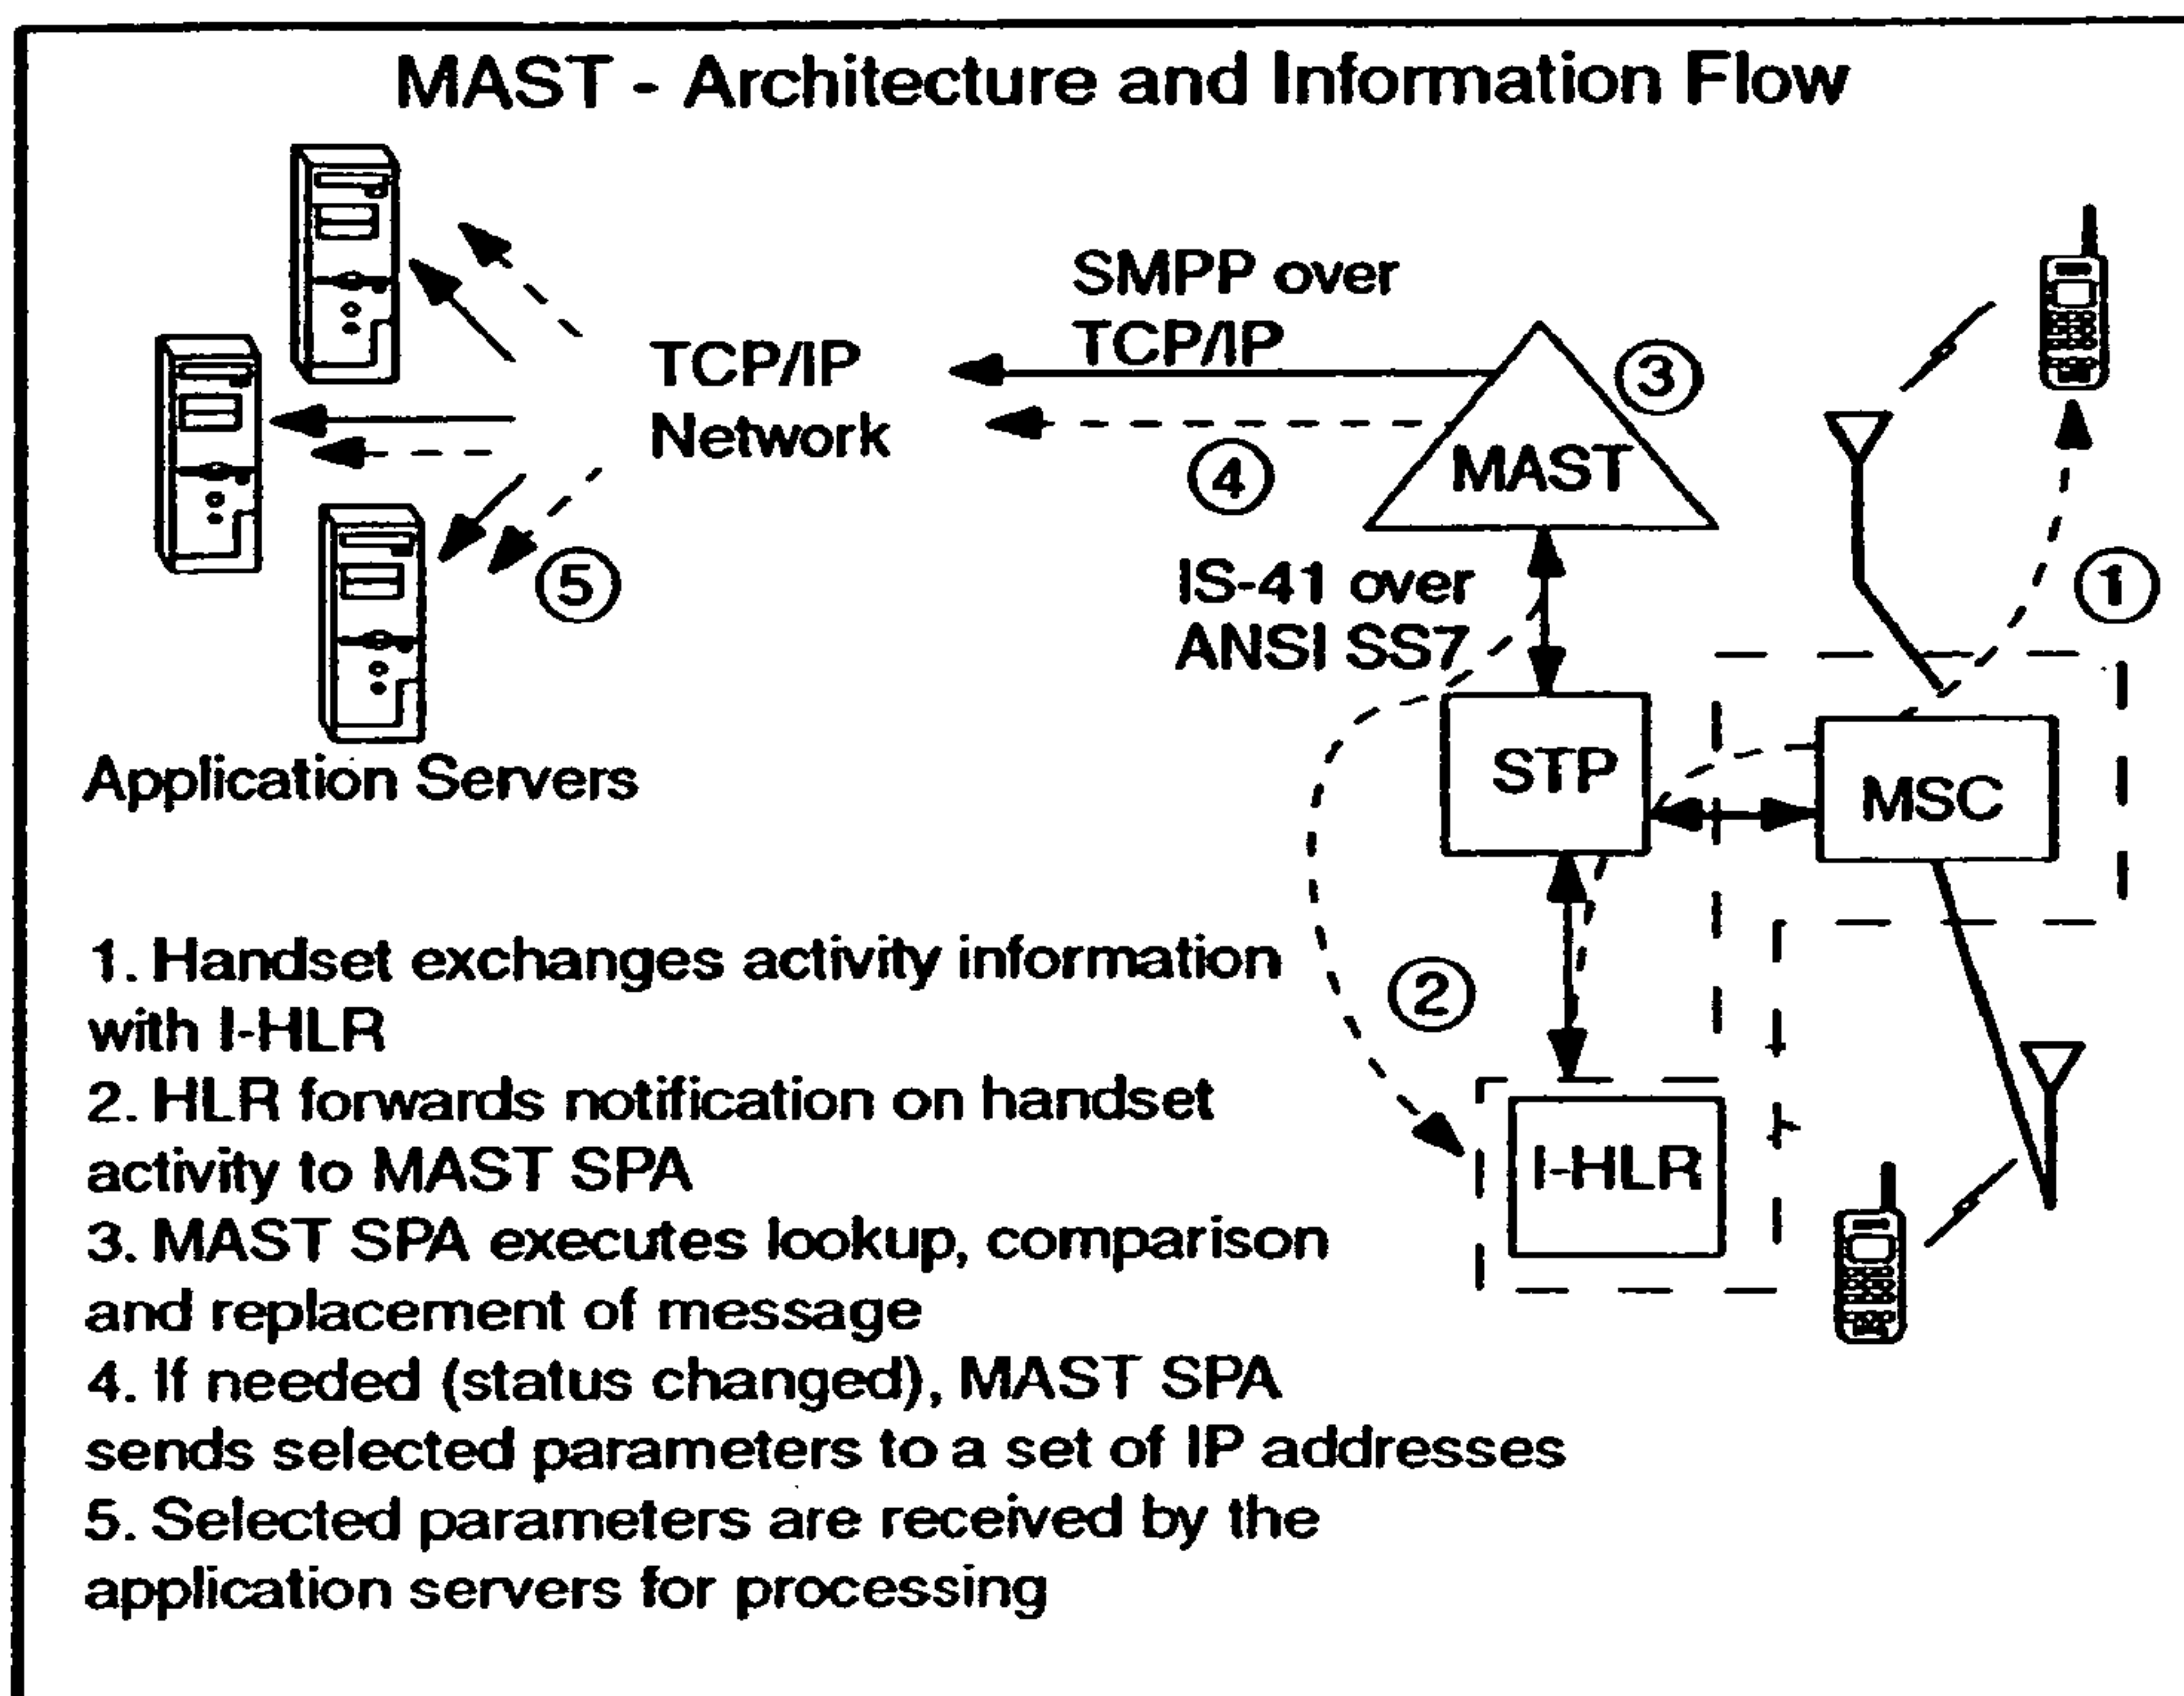 MAST - Architecture and Information Flow
SMPP over
TCP/IP
TCP/IP
Network
3
MAST
4
1
5
IS-41 over
ANSI SS7
STP
MSC
Application Servers
2
I-HLR
1. Handset exchanges activity information
with I-HLR
2. HLR forwards notification on handset
activity to MAST SPA
3. MAST SPA executes lookup, comparison
and replacement of message
4. If needed (status changed), MAST SPA
sends selected parameters to a set of IP addresses
5. Selected parameters are received by the
application servers for processing